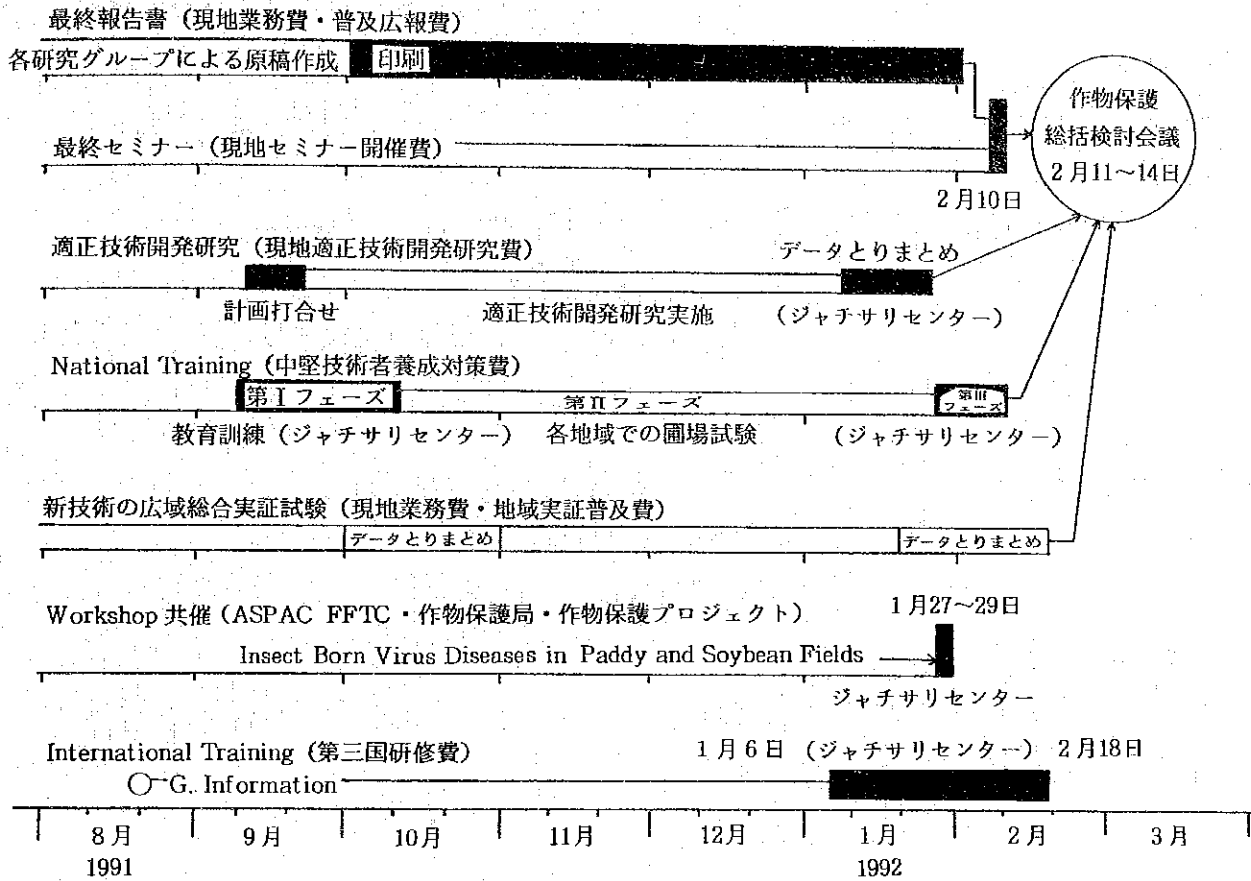 最終報告書（現地業務費・普及広報費）
各研究グループによる原稿作成 印刷
作物保護
総括検討会議
2月11～14日
最終セミナー（現地セミナー開催費）
2月10日
適正技術開発研究（現地適正技術開発研究費） データとりまとめ
計画打合せ 適正技術開発研究実施 （ジャチサリセンター）
National Training（中堅技術者養成対策費）
第Iフェーズ 第IIフェーズ 第III
フェーズ
教育訓練（ジャチサリセンター） 各地域での圃場試験 （ジャチサリセンター）
新技術の広域総合実証試験（現地業務費・地域実証普及費）
データとりまとめ データとりまとめ
Workshop 共催（ASPAC FFTC・作物保護局・作物保護プロジェクト） 1月27～29日
Insect Born Virus Diseases in Paddy and Soybean Fields
ジャチサリセンター
International Training（第三国研修費） 1月6日（ジャチサリセンター）2月18日
G. Information
8月 9月 10月 11月 12月 1月 2月 3月
1991 1992